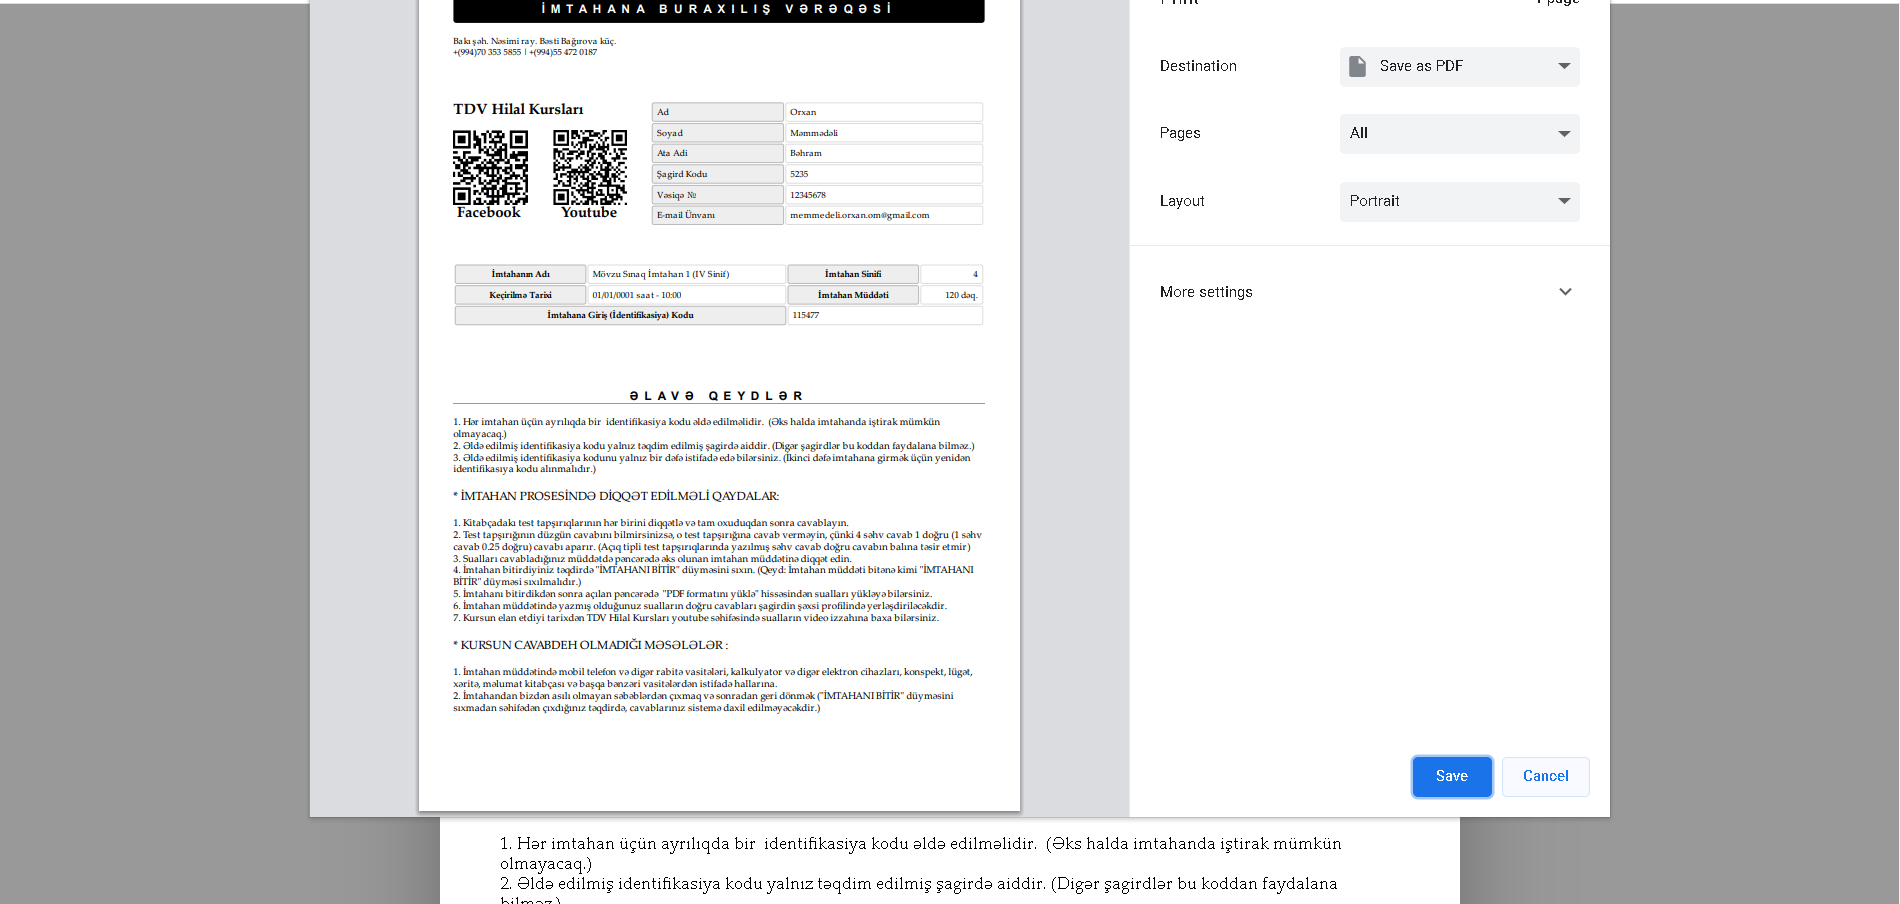 İMTAHANA BURAXILIŞ VƏRƏQƏSİ
Bakı şəh. Nəsimi ray. Bəsti Bağırova küç.
+(994)70 353 5855 | +(994)55 472 0187
TDV Hilal Kursları
Facebook
Youtube
Ad Orxan
Soyad Məmmədəli
Ata Adi Bəhram
Şagird Kodu 5235
Vəsiqə № 12345678
E-mail Ünvanı memmedeli.orxan.om@gmail.com
İmtahanın Adı Mövzu Sınaq İmtahan 1 (IV Sinif) İmtahan Sinifi 4
Keçirilmə Tarixi 01/01/0001 saat - 10:00 İmtahan Müddəti 120 dəq.
İmtahana Giriş (İdentifikasiya) Kodu 115477
ƏLAVƏ QEYDLƏR
1. Hər imtahan üçün ayrılıqda bir  identifikasiya kodu əldə edilməlidir.  (Əks halda imtahanda iştirak mümkün
olmayacaq.)
2. Əldə edilmiş identifikasiya kodu yalnız təqdim edilmiş şagirdə aiddir. (Digər şagirdlər bu koddan faydalana bilməz.)
3. Əldə edilmiş identifikasiya kodunu yalnız bir dəfə istifadə edə bilərsiniz. (İkinci dəfə imtahana girmək üçün yenidən
identifikasıya kodu alınmalıdır.)
* İMTAHAN PROSESİNDƏ DİQQƏT EDİLMƏLİ QAYDALAR:
1. Kitabçadakı test tapşırıqlarının hər birini diqqətlə və tam oxuduqdan sonra cavablayın.
2. Test tapşırığının düzgün cavabını bilmirsinizsə, o test tapşırığına cavab verməyin, çünki 4 səhv cavab 1 doğru (1 səhv
cavab 0.25 doğru) cavabı aparır. (Açıq tipli test tapşırıqlarında yazılmış səhv cavab doğru cavabın balına təsir etmir)
3. Sualları cavabladığınız müddətdə pəncərədə əks olunan imtahan müddətinə diqqət edin.
4. İmtahan bitirdiyiniz təqdirdə "İMTAHANI BİTİR" düyməsini sıxın. (Qeyd: İmtahan müddəti bitənə kimi "İMTAHANI
BİTİR" düyməsi sıxılmalıdır.)
5. İmtahanı bitirdikdən sonra açılan pəncərədə  "PDF formatını yüklə" hissəsindən sualları yükləyə bilərsiniz.
6. İmtahan müddətində yazmış olduğunuz sualların doğru cavabları şagirdin şəxsi profilində yerləşdiriləcəkdir.
7. Kursun elan etdiyi tarixdən TDV Hilal Kursları youtube səhifəsində sualların video izzahına baxa bilərsiniz.
* KURSUN CAVABDEH OLMADIĞI MƏSƏLƏLƏR :
1. İmtahan müddətində mobil telefon və digər rabitə vasitələri, kalkulyator və digər elektron cihazları, konspekt, lüğət,
xəritə, məlumat kitabçası və başqa bənzəri vasitələrdən istifadə hallarına.
2. İmtahandan bizdən asılı olmayan səbəblərdən çıxmaq və sonradan geri dönmək ("İMTAHANI BİTİR" düyməsini
sıxmadan səhifədən çıxdığınız təqdirdə, cavablarınız sistemə daxil edilməyəcəkdir.)
Print 1 page
Destination Save as PDF
Pages All
Layout Portrait
More settings
Save Cancel
1. Hər imtahan üçün ayrılıqda bir  identifikasiya kodu əldə edilməlidir.  (Əks halda imtahanda iştirak mümkün
olmayacaq.)
2. Əldə edilmiş identifikasiya kodu yalnız təqdim edilmiş şagirdə aiddir. (Digər şagirdlər bu koddan faydalana
bilməz.)